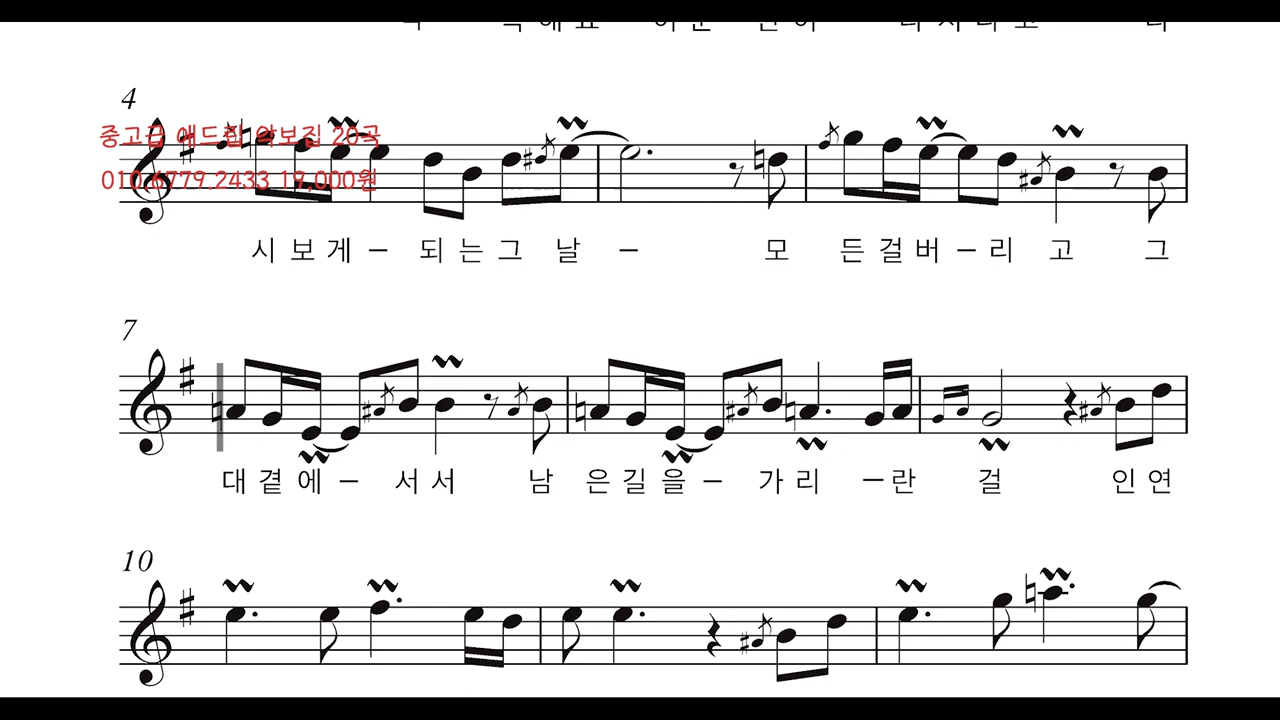 4
중고급 애드립 악보집 20곡
010.6779.2433 19,000원
시 보 게 – 되 는 그 날 – 모 든 걸 버 – 리 고 그
7
대 곁 에 – 서 서 남 은 길 을 – 가 리 – 란 걸 인 연
10